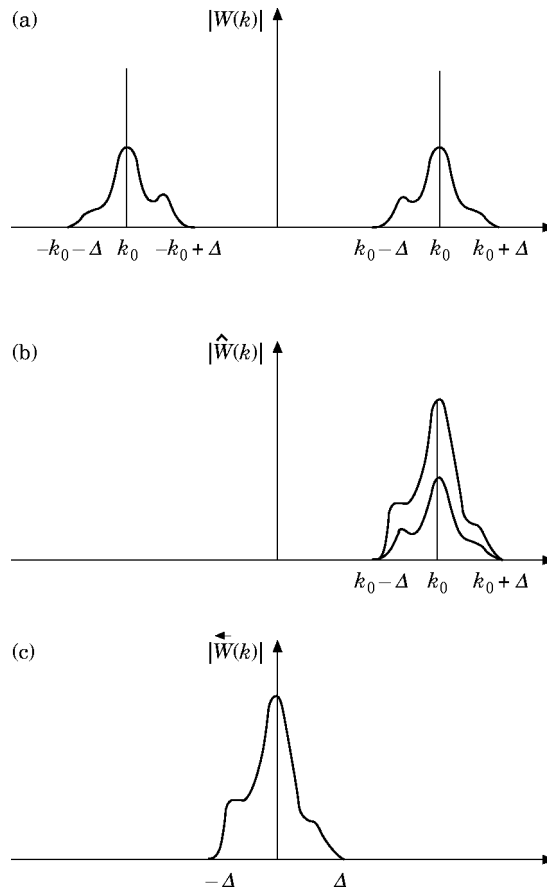 (a) |W(k)|
−k₀−Δ k₀ −k₀+Δ k₀−Δ k₀ k₀+Δ
(b) |Ŵ(k)|
k₀−Δ k₀ k₀+Δ
(c) |W⃖(k)|
−Δ Δ